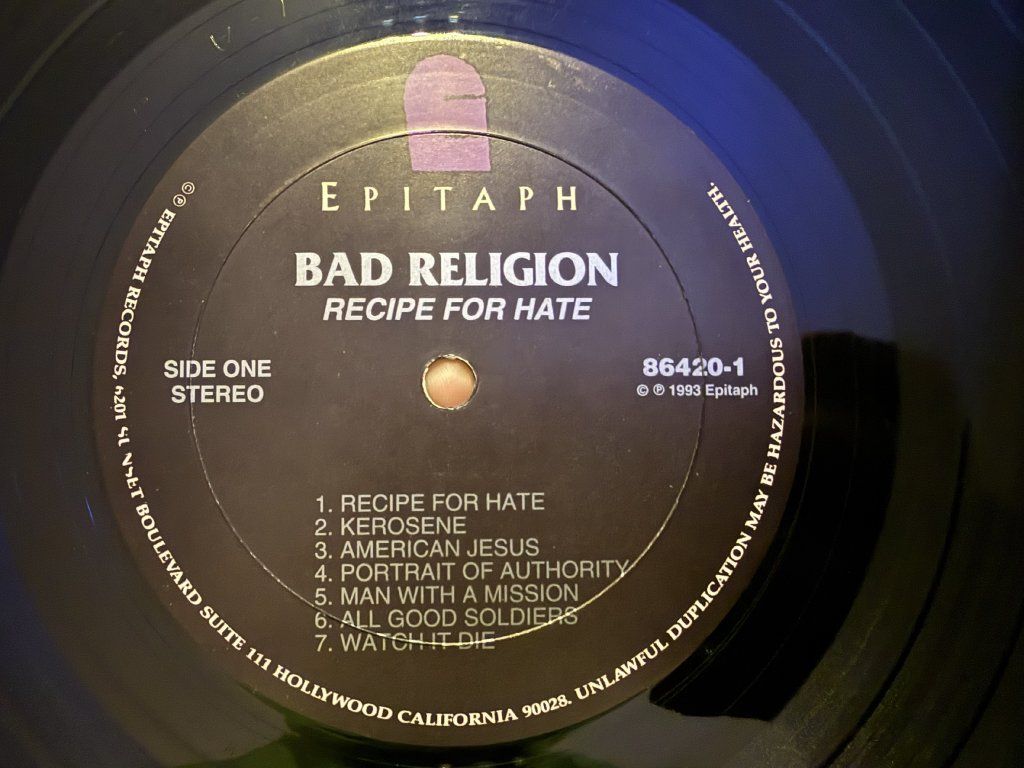 EPITAPH
BAD RELIGION
RECIPE FOR HATE
SIDE ONE
STEREO
86420-1
© ℗ 1993 Epitaph
1. RECIPE FOR HATE
2. KEROSENE
3. AMERICAN JESUS
4. PORTRAIT OF AUTHORITY
5. MAN WITH A MISSION
6. ALL GOOD SOLDIERS
7. WATCH IT DIE
© ℗ EPITAPH RECORDS, 6201 BOULEVARD SUITE 111 HOLLYWOOD CALIFORNIA 90028. UNLAWFUL DUPLICATION MAY BE HAZARDOUS TO YOUR HEALTH.